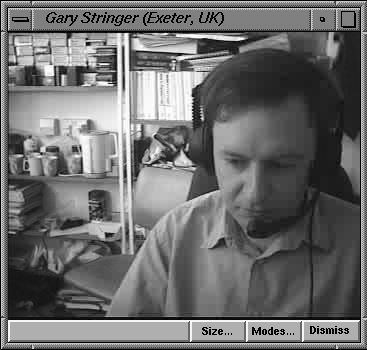 Gary Stringer (Exeter, UK)
Size...
Modes...
Dismiss